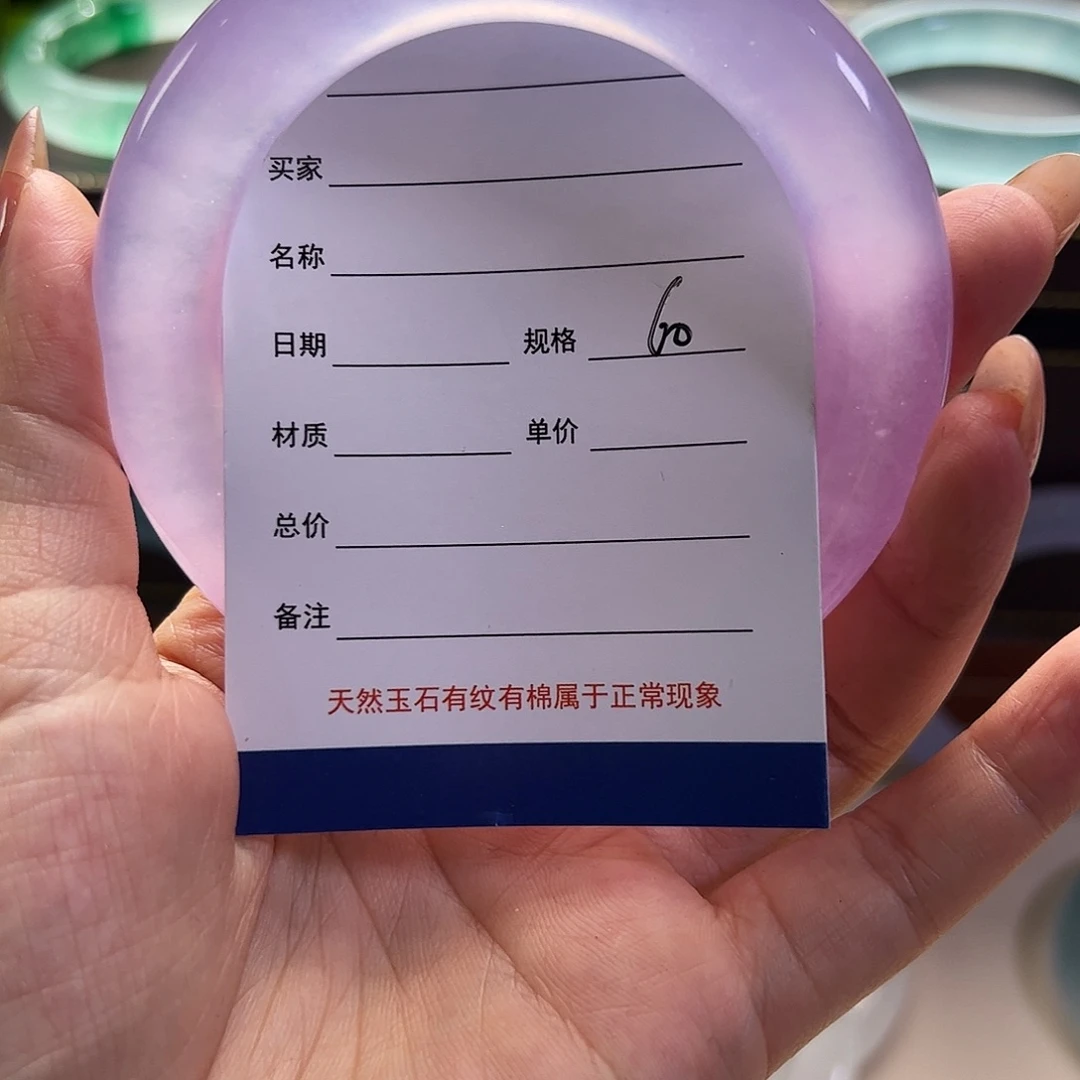 买家
名称
日期 规格 60
材质 单价
总价
备注
天然玉石有纹有棉属于正常现象